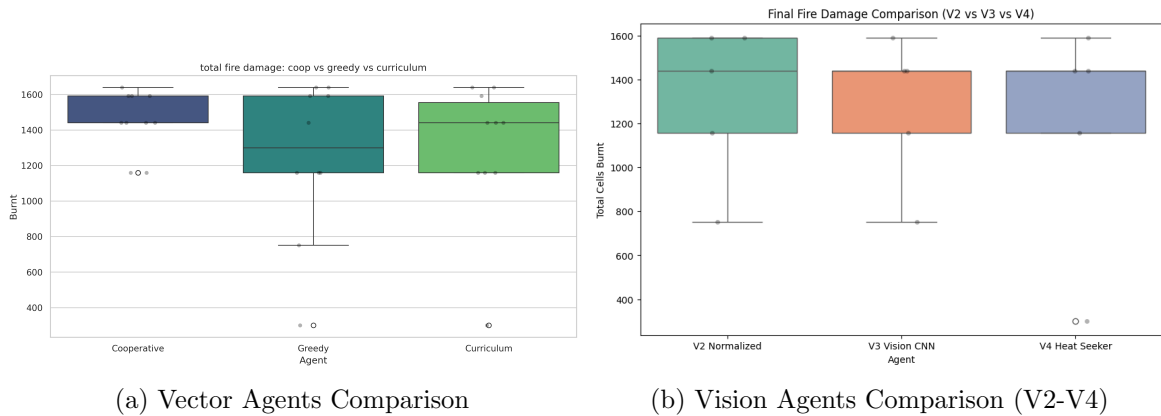 total fire damage: coop vs greedy vs curriculum
1600
1400
1200
1000
800
600
400
Burnt
Cooperative
Greedy
Curriculum
Agent
(a) Vector Agents Comparison
Final Fire Damage Comparison (V2 vs V3 vs V4)
1600
1400
1200
1000
800
600
400
Total Cells Burnt
V2 Normalized
V3 Vision CNN
V4 Heat Seeker
Agent
(b) Vision Agents Comparison (V2-V4)